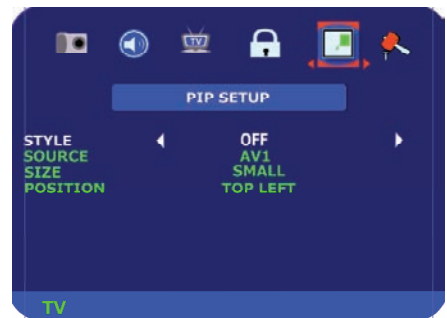 TV
PIP SETUP
STYLE OFF
SOURCE AV1
SIZE SMALL
POSITION TOP LEFT
TV